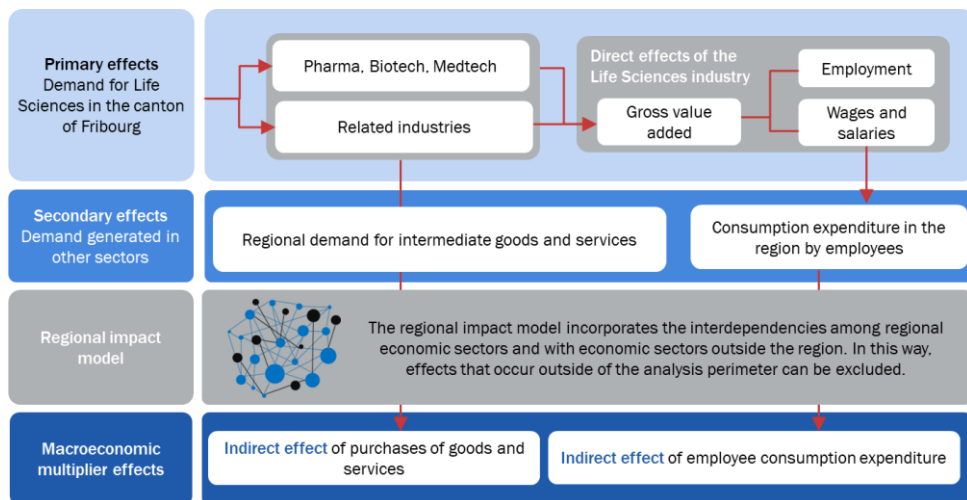 Primary effects
Demand for Life
Sciences in the canton
of Fribourg
Pharma, Biotech, Medtech
Related industries
Direct effects of the
Life Sciences industry
Gross value
added
Employment
Wages and
salaries
Secondary effects
Demand generated in
other sectors
Regional demand for intermediate goods and services
Consumption expenditure in the
region by employees
Regional impact
model
The regional impact model incorporates the interdependencies among regional
economic sectors and with economic sectors outside the region. In this way,
effects that occur outside of the analysis perimeter can be excluded.
Macroeconomic
multiplier effects
Indirect effect of purchases of goods and
services
Indirect effect of employee consumption expenditure